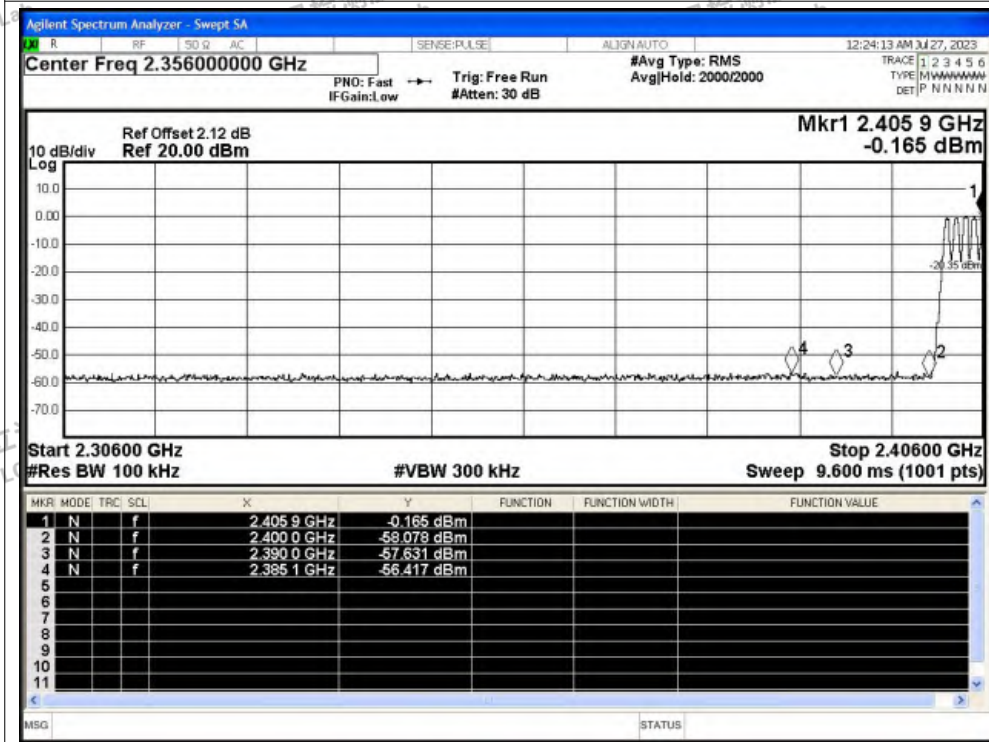 Agilent Spectrum Analyzer - Swept SA
LXI R RF 50 Ω AC SENSE:PULSE ALIGN AUTO 12:24:13 AM Jul 27, 2023
Center Freq 2.356000000 GHz
PNO: Fast
IFGain:Low
Trig: Free Run
#Atten: 30 dB
#Avg Type: RMS
Avg|Hold: 2000/2000
TRACE 1 2 3 4 5 6
TYPE MWWWWW
DET P N N N N N
Ref Offset 2.12 dB
10 dB/div Ref 20.00 dBm
Log
Mkr1 2.405 9 GHz
-0.165 dBm
10.0
0.00
-10.0
-20.0
-30.0
-40.0
-50.0
-60.0
-70.0
1
-20.35 dBm
4 3 2
Start 2.30600 GHz Stop 2.40600 GHz
#Res BW 100 kHz #VBW 300 kHz Sweep 9.600 ms (1001 pts)
MKR MODE TRC SCL X Y FUNCTION FUNCTION WIDTH FUNCTION VALUE
1 N f 2.405 9 GHz -0.165 dBm
2 N f 2.400 0 GHz -58.078 dBm
3 N f 2.390 0 GHz -57.631 dBm
4 N f 2.385 1 GHz -56.417 dBm
5
6
7
8
9
10
11
MSG STATUS